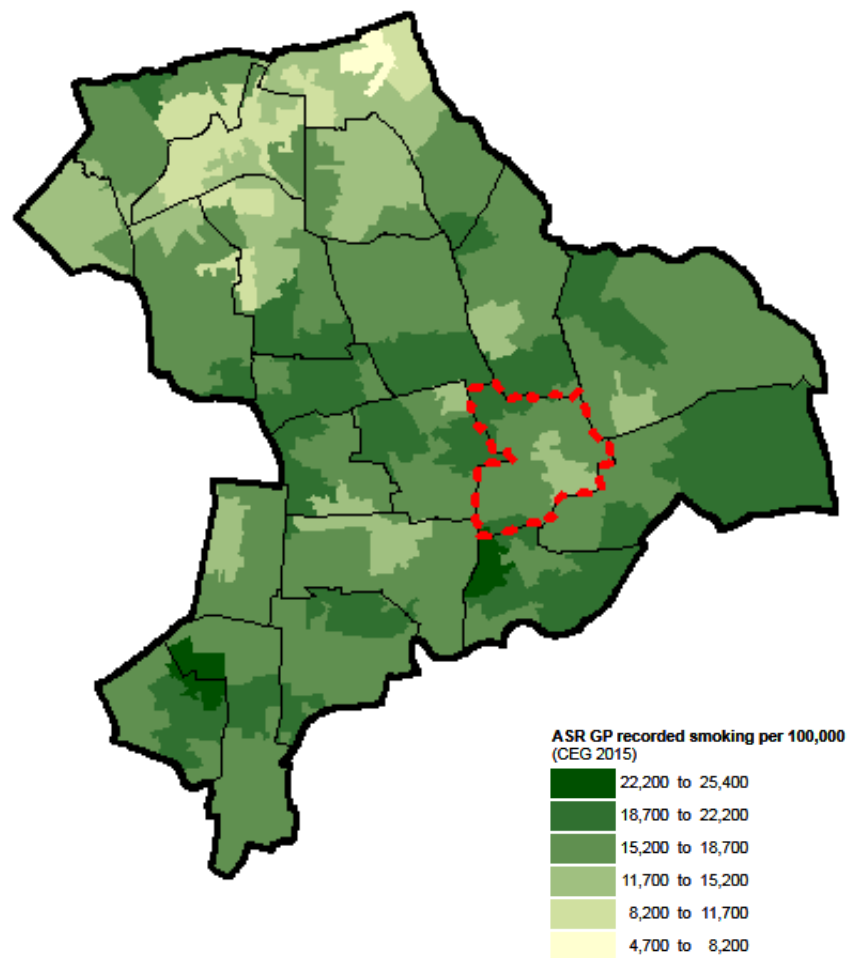 ASR GP recorded smoking per 100,000
(CEG 2015)
22,200 to 25,400
18,700 to 22,200
15,200 to 18,700
11,700 to 15,200
8,200 to 11,700
4,700 to 8,200